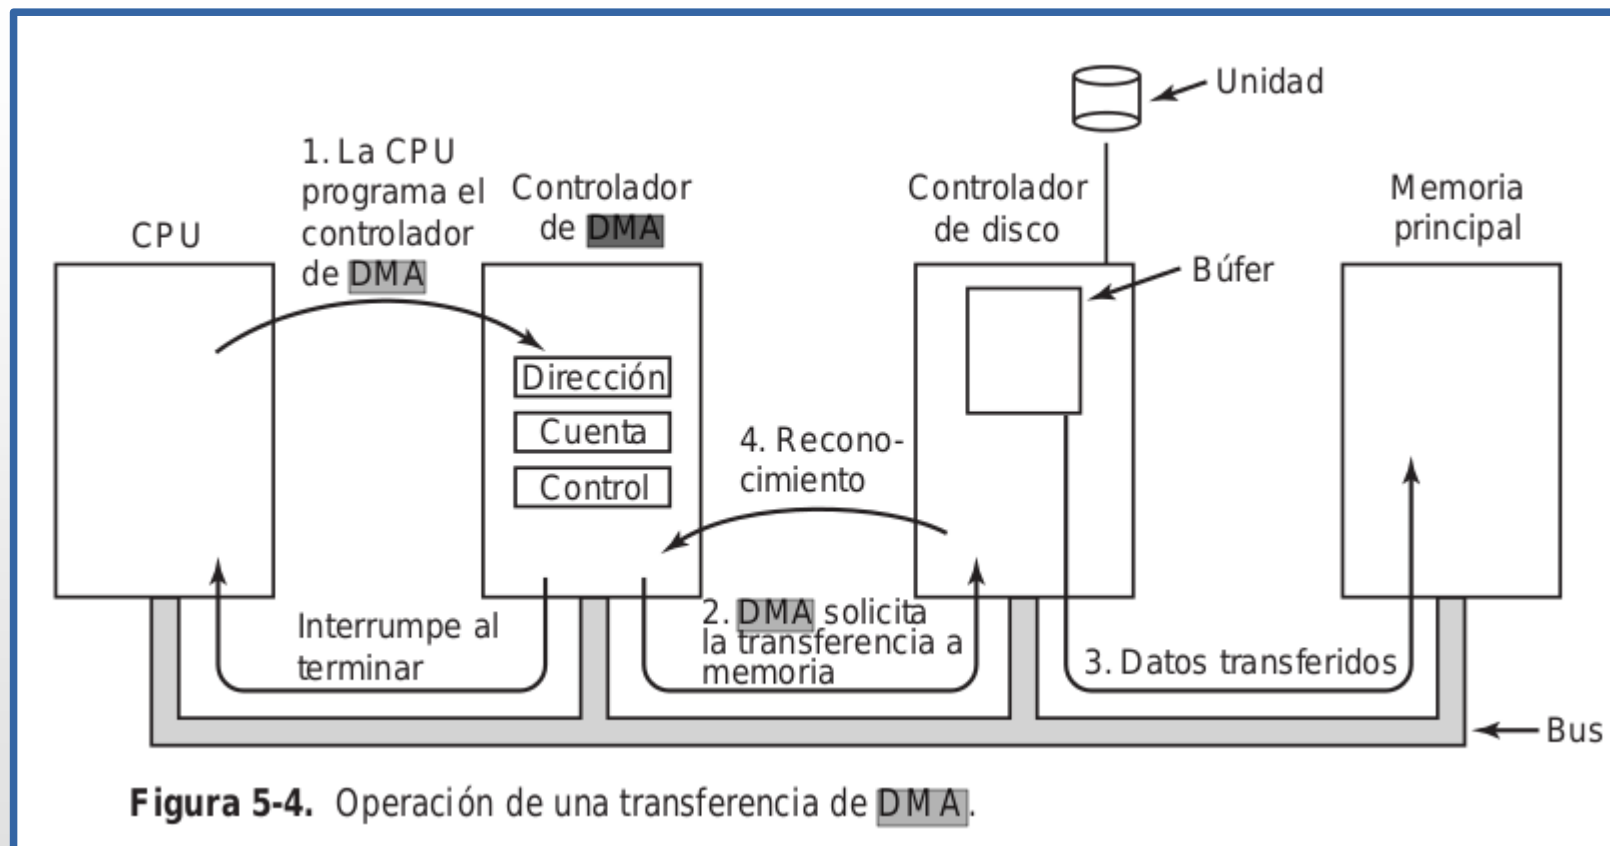 Unidad
1. La CPU
programa el
controlador
de DMA
CPU
Controlador
de DMA
Controlador
de disco
Memoria
principal
Búfer
Dirección
Cuenta
Control
4. Recono-
cimiento
Interrumpe al
terminar
2. DMA solicita
la transferencia a
memoria
3. Datos transferidos
Bus
Figura 5-4. Operación de una transferencia de DMA.